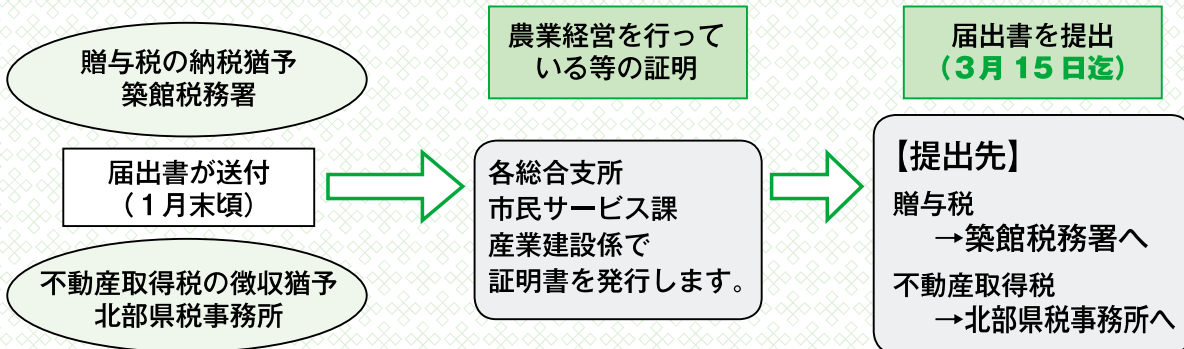 贈与税の納税猶予
築館税務署
届出書が送付
（１月末頃）
不動産取得税の徴収猶予
北部県税事務所
農業経営を行って
いる等の証明
各総合支所
市民サービス課
産業建設係で
証明書を発行します。
届出書を提出
（３月 15 日迄）
【提出先】
贈与税
→築館税務署へ
不動産取得税
→北部県税事務所へ